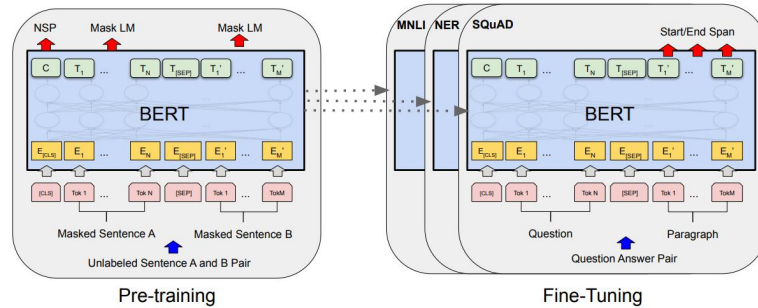 NSP Mask LM Mask LM
C T1 ... TN T[SEP] T1' ... TM'
BERT
E[CLS] E1 ... EN E[SEP] E1' ... EM'
[CLS] Tok 1 ... Tok N [SEP] Tok 1 ... TokM
Masked Sentence A Masked Sentence B
Unlabeled Sentence A and B Pair
Pre-training
MNLI NER SQuAD
Start/End Span
C T1 ... TN T[SEP] T1' ... TM'
BERT
E[CLS] E1 ... EN E[SEP] E1' ... EM'
[CLS] Tok 1 ... Tok N [SEP] Tok 1 ... TokM
Question Paragraph
Question Answer Pair
Fine-Tuning